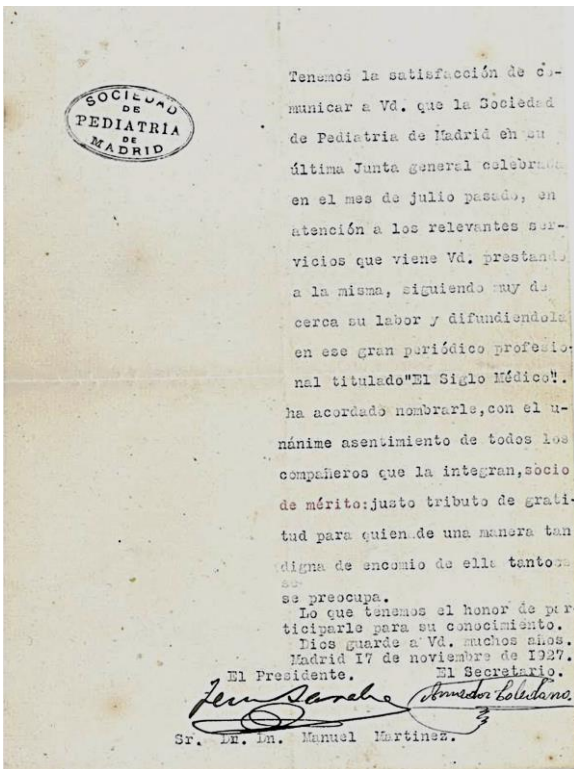 SOCIEDAD
DE
PEDIATRIA
DE
MADRID
Tenemos la satisfacción de co-
municar a Vd. que la Sociedad
de Pediatria de Madrid en su
última Junta general celebrada
en el mes de julio pasado, en
atención a los relevantes ser-
vicios que viene Vd. prestando
a la misma, siguiendo muy de
cerca su labor y difundiendola
en ese gran periódico profesio-
nal titulado"El Siglo Médico".
ha acordado nombrarle,con el u-
nánime asentimiento de todos los
compañeros que la integran,socio
de mérito:justo tributo de grati-
tud para quien de una manera tan
digna de encomio de ella tanto
se preocupa.
Lo que tenemos el honor de par
ticiparle para su conocimiento.
Dios guarde a Vd. muchos años.
Madrid 17 de noviembre de 1927.
El Presidente. El Secretario.
Sr. Dr. Dn. Manuel Martinez.